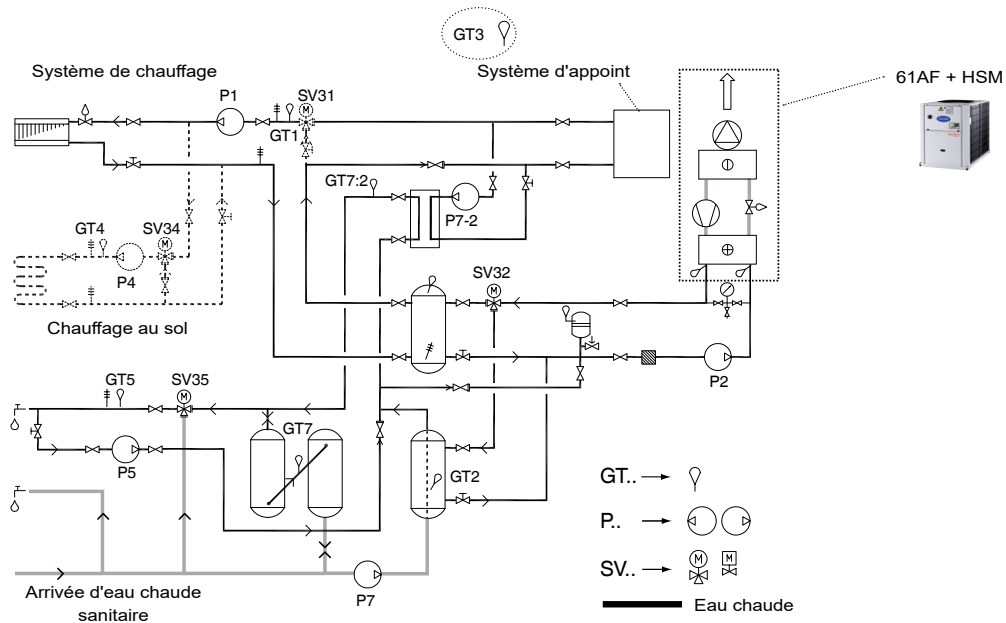 GT3
Système de chauffage
Système d'appoint
61AF + HSM
P1
SV31
M
GT1
GT7:2
P7-2
GT4
SV34
M
P4
SV32
M
Chauffage au sol
P2
GT5
SV35
M
GT7
GT2
P5
GT..
P..
SV..
M
M
Eau chaude
Arrivée d'eau chaude
sanitaire
P7